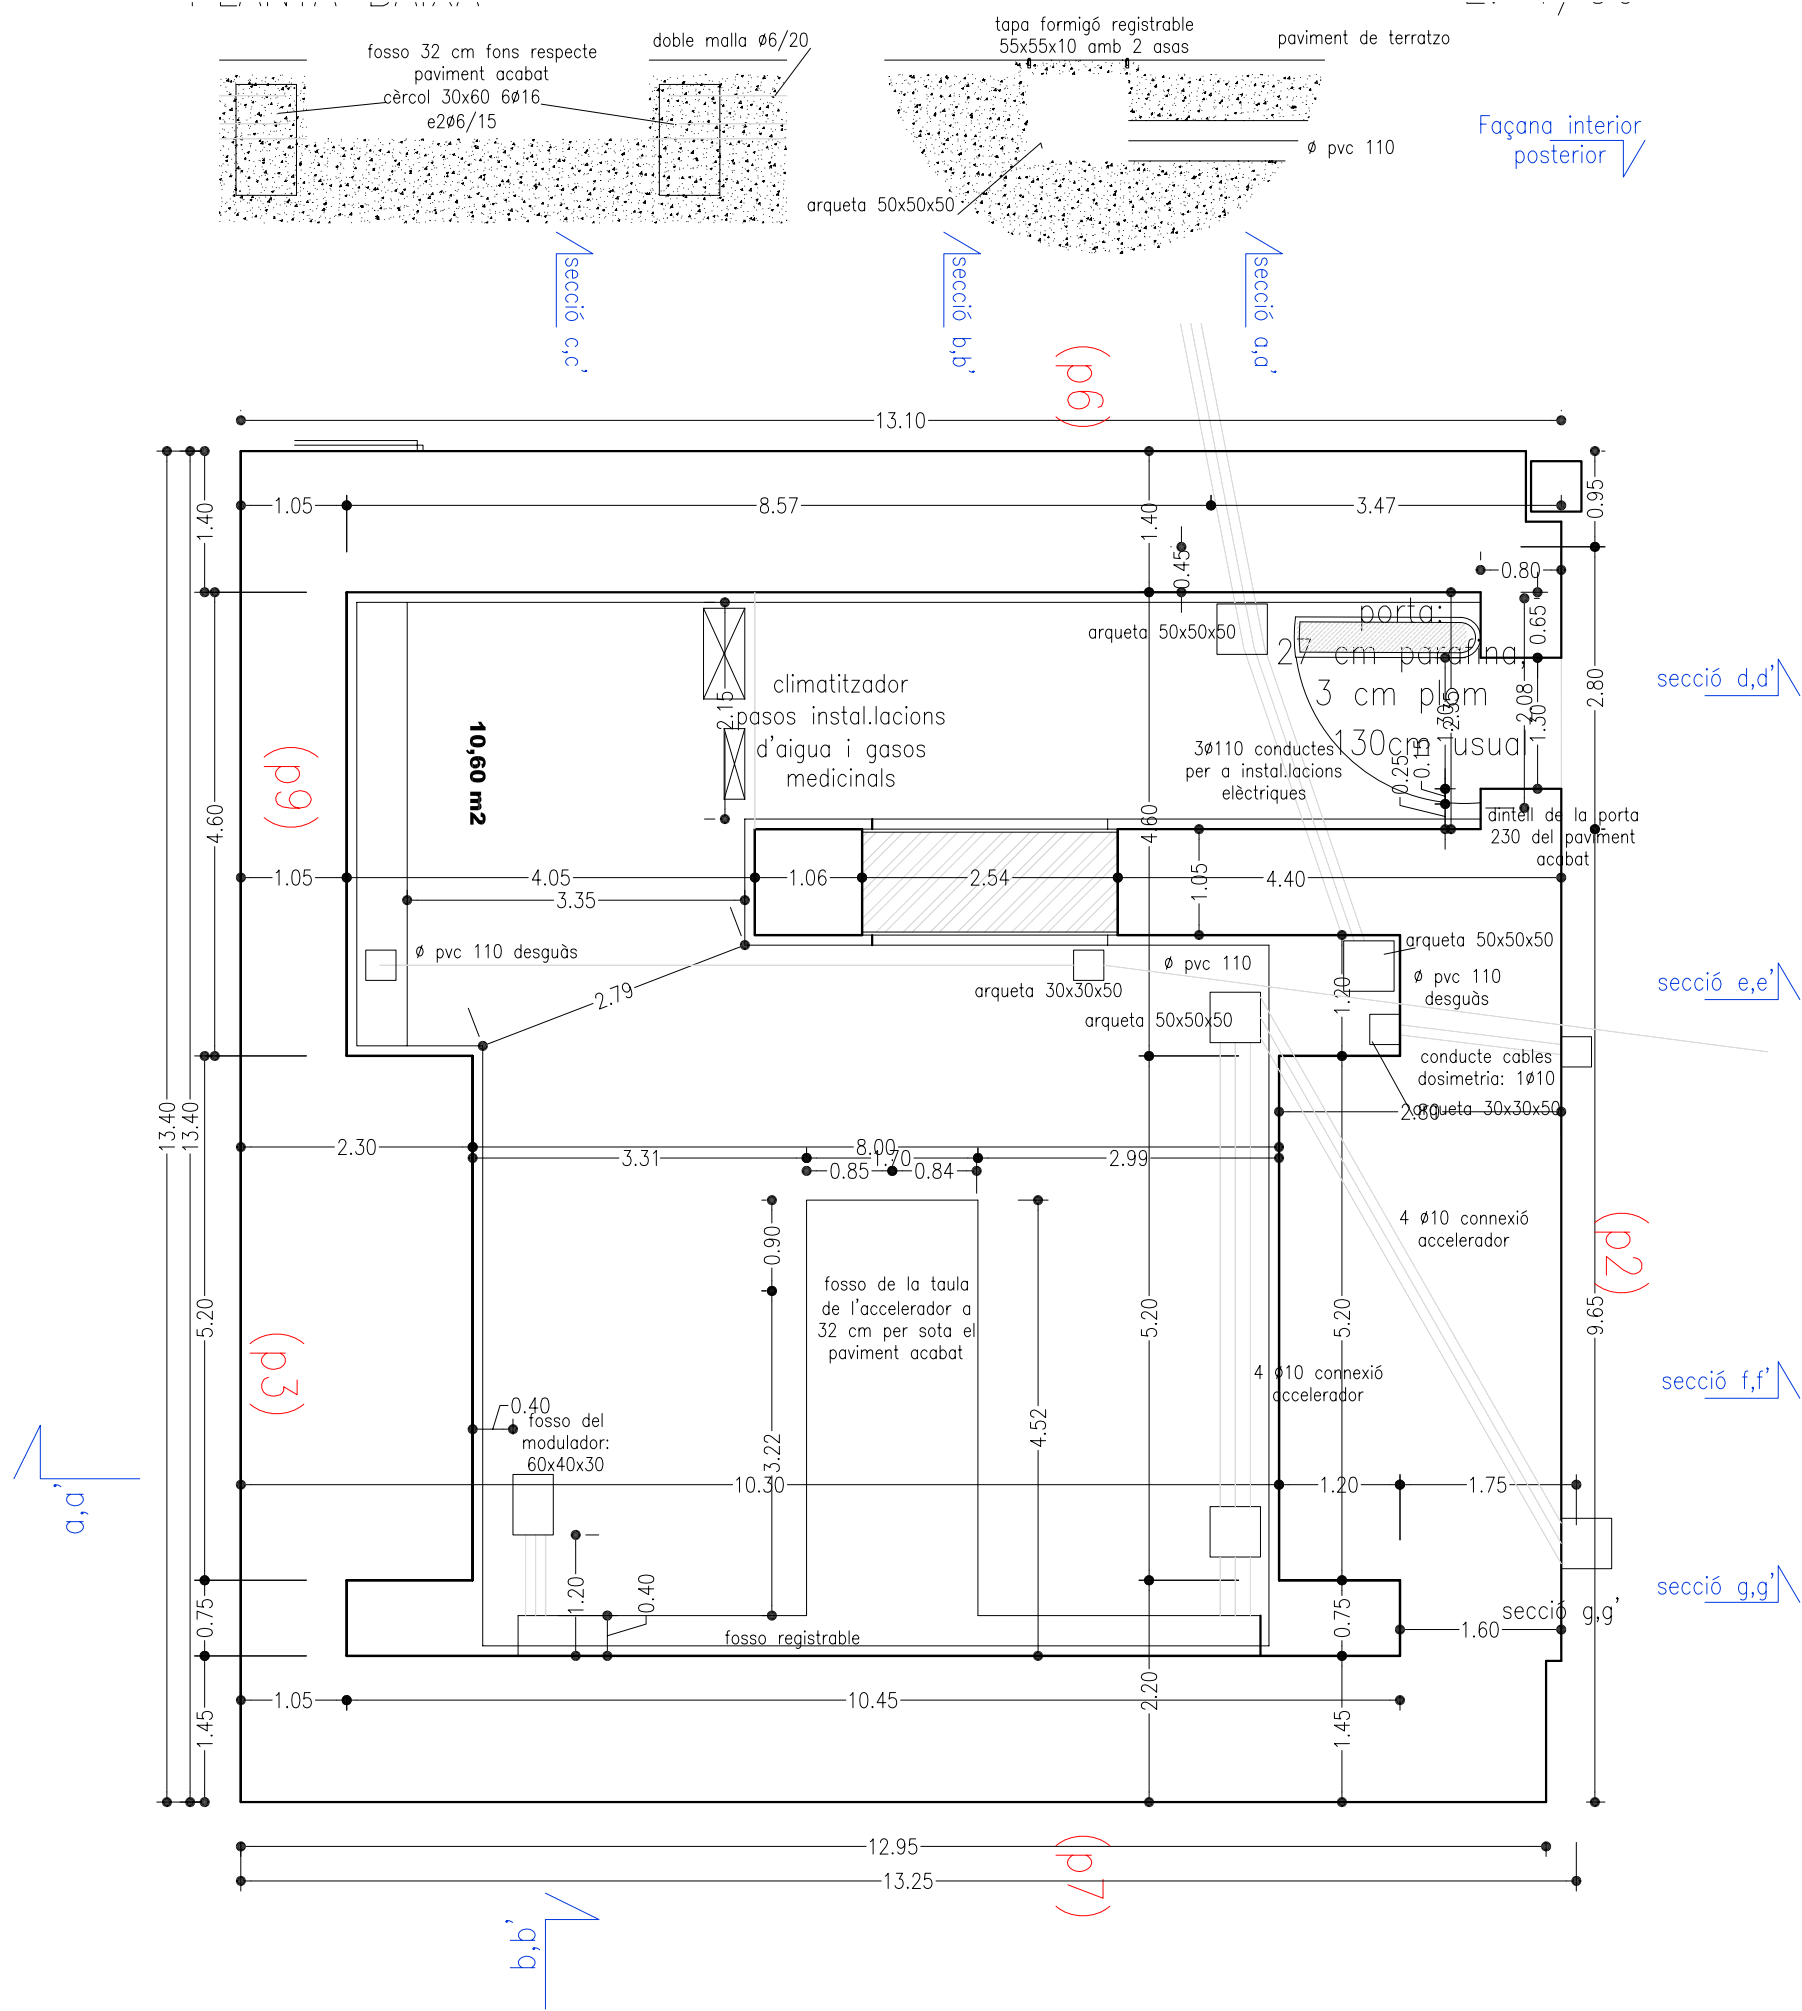 fosso 32 cm fons respecte
paviment acabat
cèrcol 30x60 6ø16
e2ø6/15
doble malla ø6/20
tapa formigó registrable
55x55x10 amb 2 asas
paviment de terratzo
ø pvc 110
arqueta 50x50x50
Façana interior
posterior
secció c,c'
secció b,b'
secció a,a'
(p6)
13.10
1.05
8.57
3.47
1.40
1.40
0.45
0.95
0.80
0.65
arqueta 50x50x50
porta:
27 cm parafina,
3 cm plom
130cm usual
climatitzador
pasos instal.lacions
d'aigua i gasos
medicinals
2.15
10,60 m2
(p9)
4.60
3ø110 conductes
per a instal.lacions
elèctriques
0.25
0.15
1.30
2.35
2.08
1.30
2.80
secció d,d'
dintell de la porta
230 del paviment
acabat
4.60
1.05
4.05
1.06
2.54
4.40
1.05
3.35
ø pvc 110 desguàs
2.79
arqueta 30x30x50
ø pvc 110
arqueta 50x50x50
arqueta 50x50x50
1.20
ø pvc 110
desguàs
secció e,e'
conducte cables
dosimetria: 1ø10
arqueta 30x30x50
2.80
13.40
13.40
2.30
8.00
3.31
1.70
2.99
0.85
0.84
0.90
4 ø10 connexió
accelerador
(p2)
fosso de la taula
de l'accelerador a
32 cm per sota el
paviment acabat
5.20
5.20
5.20
9.65
(p3)
4 ø10 connexió
accelerador
secció f,f'
0.40
fosso del
modulador:
60x40x30
3.22
4.52
10.30
1.20
1.75
a,a'
1.20
0.40
0.75
0.75
fosso registrable
secció g,g'
secció g,g'
1.60
1.05
10.45
2.20
1.45
1.45
12.95
13.25
(p7)
b,b'